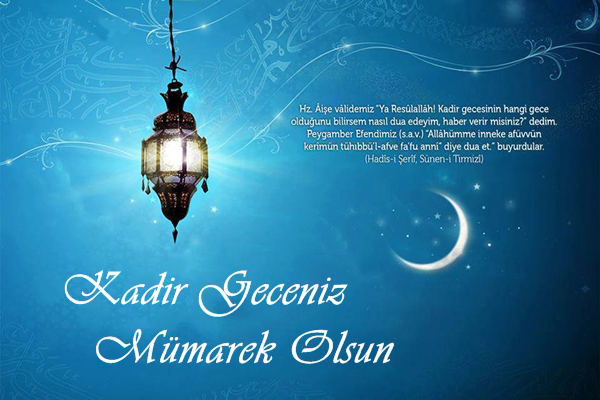 Hz. Âişe vâlidemiz "Ya Resûlallâh! Kadir gecesinin hangi gece
olduğunu bilirsem nasıl dua edeyim, haber verir misiniz?" dedim.
Peygamber Efendimiz (s.a.v.) "Allâhümme inneke afüvvün
kerîmün tühıbbü'l-afve fa'fu annî" diye dua et." buyurdular.
(Hadîs-i Şerîf, Sünen-i Tirmizî)
Kadir Geceniz
Mümarek Olsun